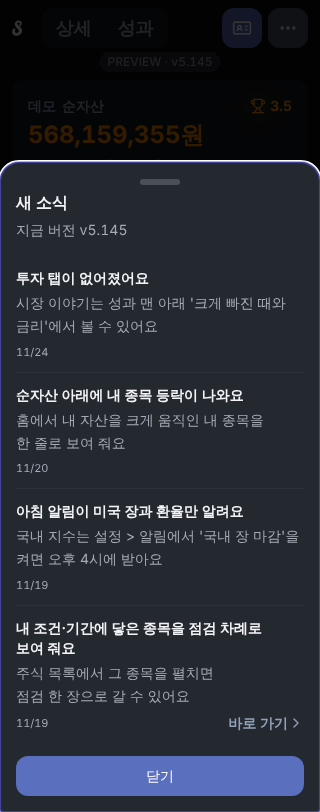 상세 성과
PREVIEW · v5.145
데모 순자산
3.5
568,159,355원
새 소식
지금 버전 v5.145
투자 탭이 없어졌어요
시장 이야기는 성과 맨 아래 '크게 빠진 때와
금리'에서 볼 수 있어요
11/24
순자산 아래에 내 종목 등락이 나와요
홈에서 내 자산을 크게 움직인 내 종목을
한 줄로 보여 줘요
11/20
아침 알림이 미국 장과 환율만 알려요
국내 지수는 설정 > 알림에서 '국내 장 마감'을
켜면 오후 4시에 받아요
11/19
내 조건·기간에 닿은 종목을 점검 차례로
보여 줘요
주식 목록에서 그 종목을 펼치면
점검 한 장으로 갈 수 있어요
11/19
바로 가기
닫기